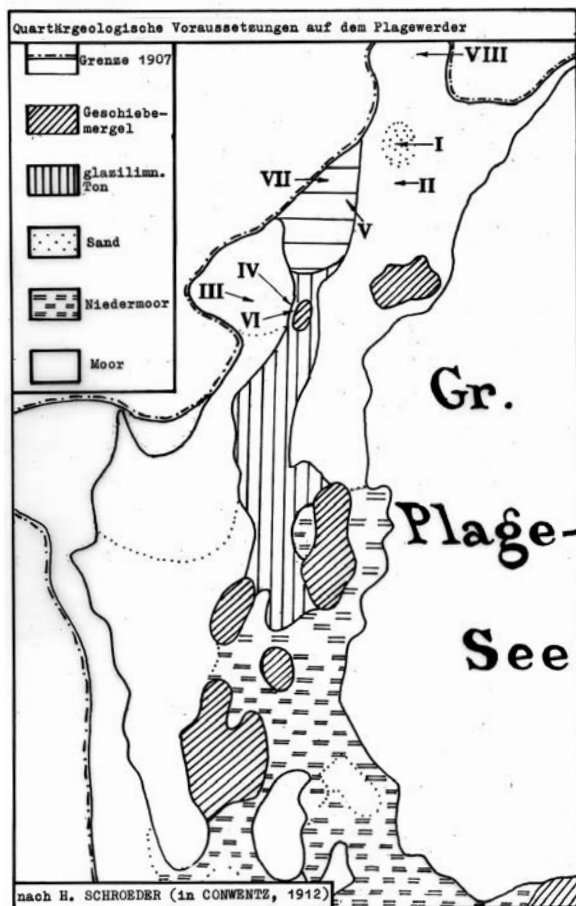 Quartärgeologische Voraussetzungen auf dem Plagewerder
Grenze 1907
Geschiebe-
mergel
glazilimn.
Ton
Sand
Niedermoor
Moor
VIII
I
VII
II
V
IV
III
VI
Gr.
Plage-
See
nach H. SCHROEDER (in CONWENTZ, 1912)